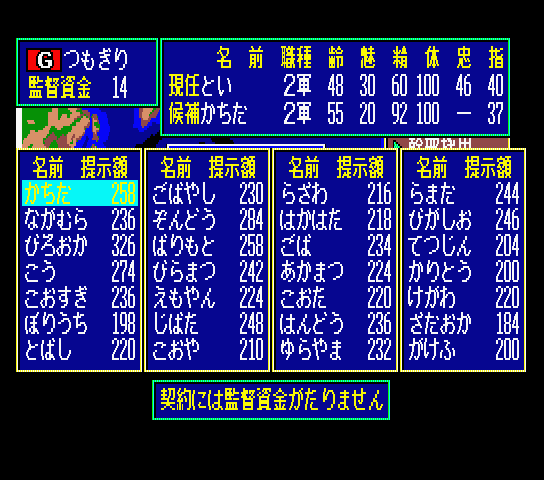 G つもぎり
監督資金 14
名 前 職種 齢 魅 精 体 忠 指
現任とい 2軍 48 30 60 100 46 40
候補かちだ 2軍 55 20 92 100 ー 37
名前 提示額 名前 提示額 名前 提示額 名前 提示額
かちだ 258 ごばやし 230 らざわ 216 らまだ 244
ながむら 236 ぞんどう 284 はかはた 218 びがしお 246
びろおか 326 ばりもと 258 ごば 234 てつじん 204
こう 274 びらまつ 242 あかまつ 224 かりとう 200
こおすぎ 236 えもやん 224 こおた 220 けがわ 220
ぼりうち 198 じばた 248 はんどう 236 ざたおか 184
とばし 220 こおや 210 ゆらやま 232 がけふ 200
契約には監督資金がたりません